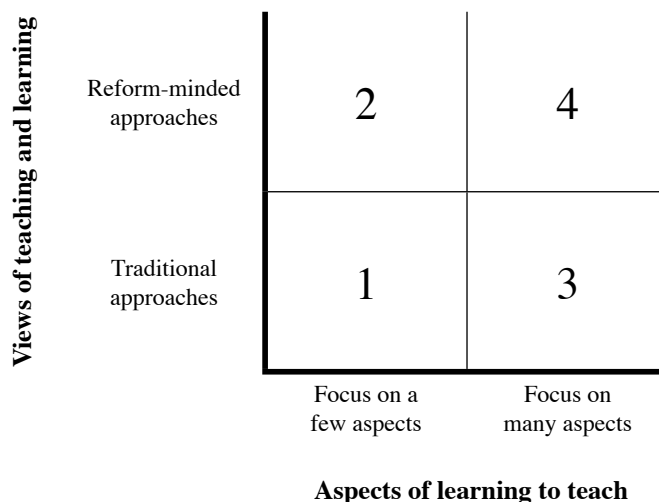 Views of teaching and learning
Reform-minded
approaches
2
4
Traditional
approaches
1
3
Focus on a
few aspects
Focus on
many aspects
Aspects of learning to teach